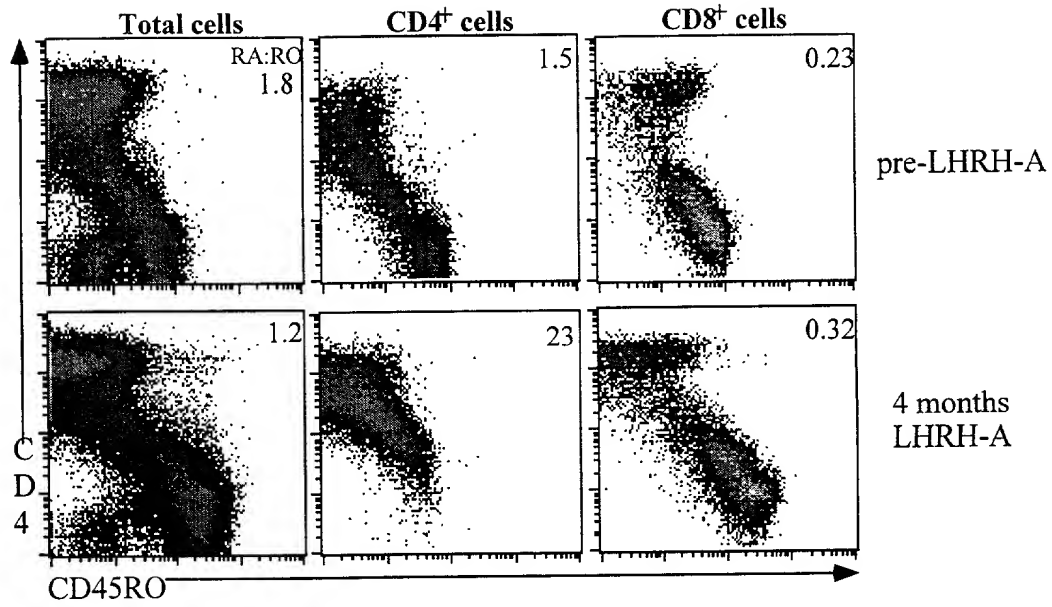 Total cells
CD4+ cells
CD8+ cells
RA:RO
1.8
1.5
0.23
pre-LHRH-A
1.2
23
0.32
4 months
LHRH-A
CD4
CD45RO